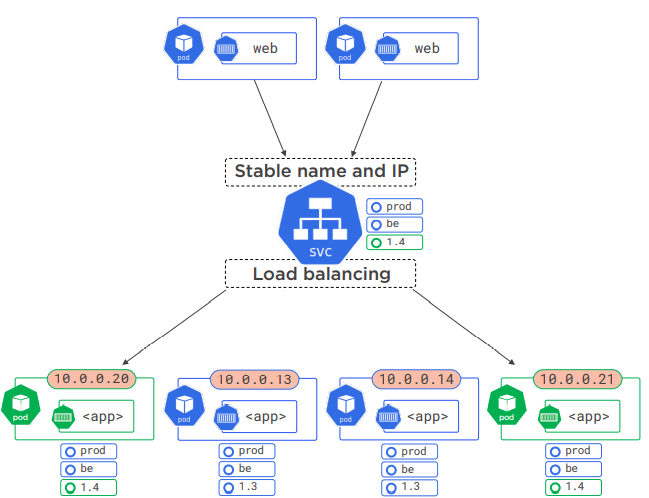 web
pod
web
pod
Stable name and IP
prod
be
1.4
SVC
Load balancing
10.0.0.20
10.0.0.13
10.0.0.14
10.0.0.21
pod
<app>
pod
<app>
pod
<app>
pod
<app>
prod
be
1.4
prod
be
1.3
prod
be
1.3
prod
be
1.4